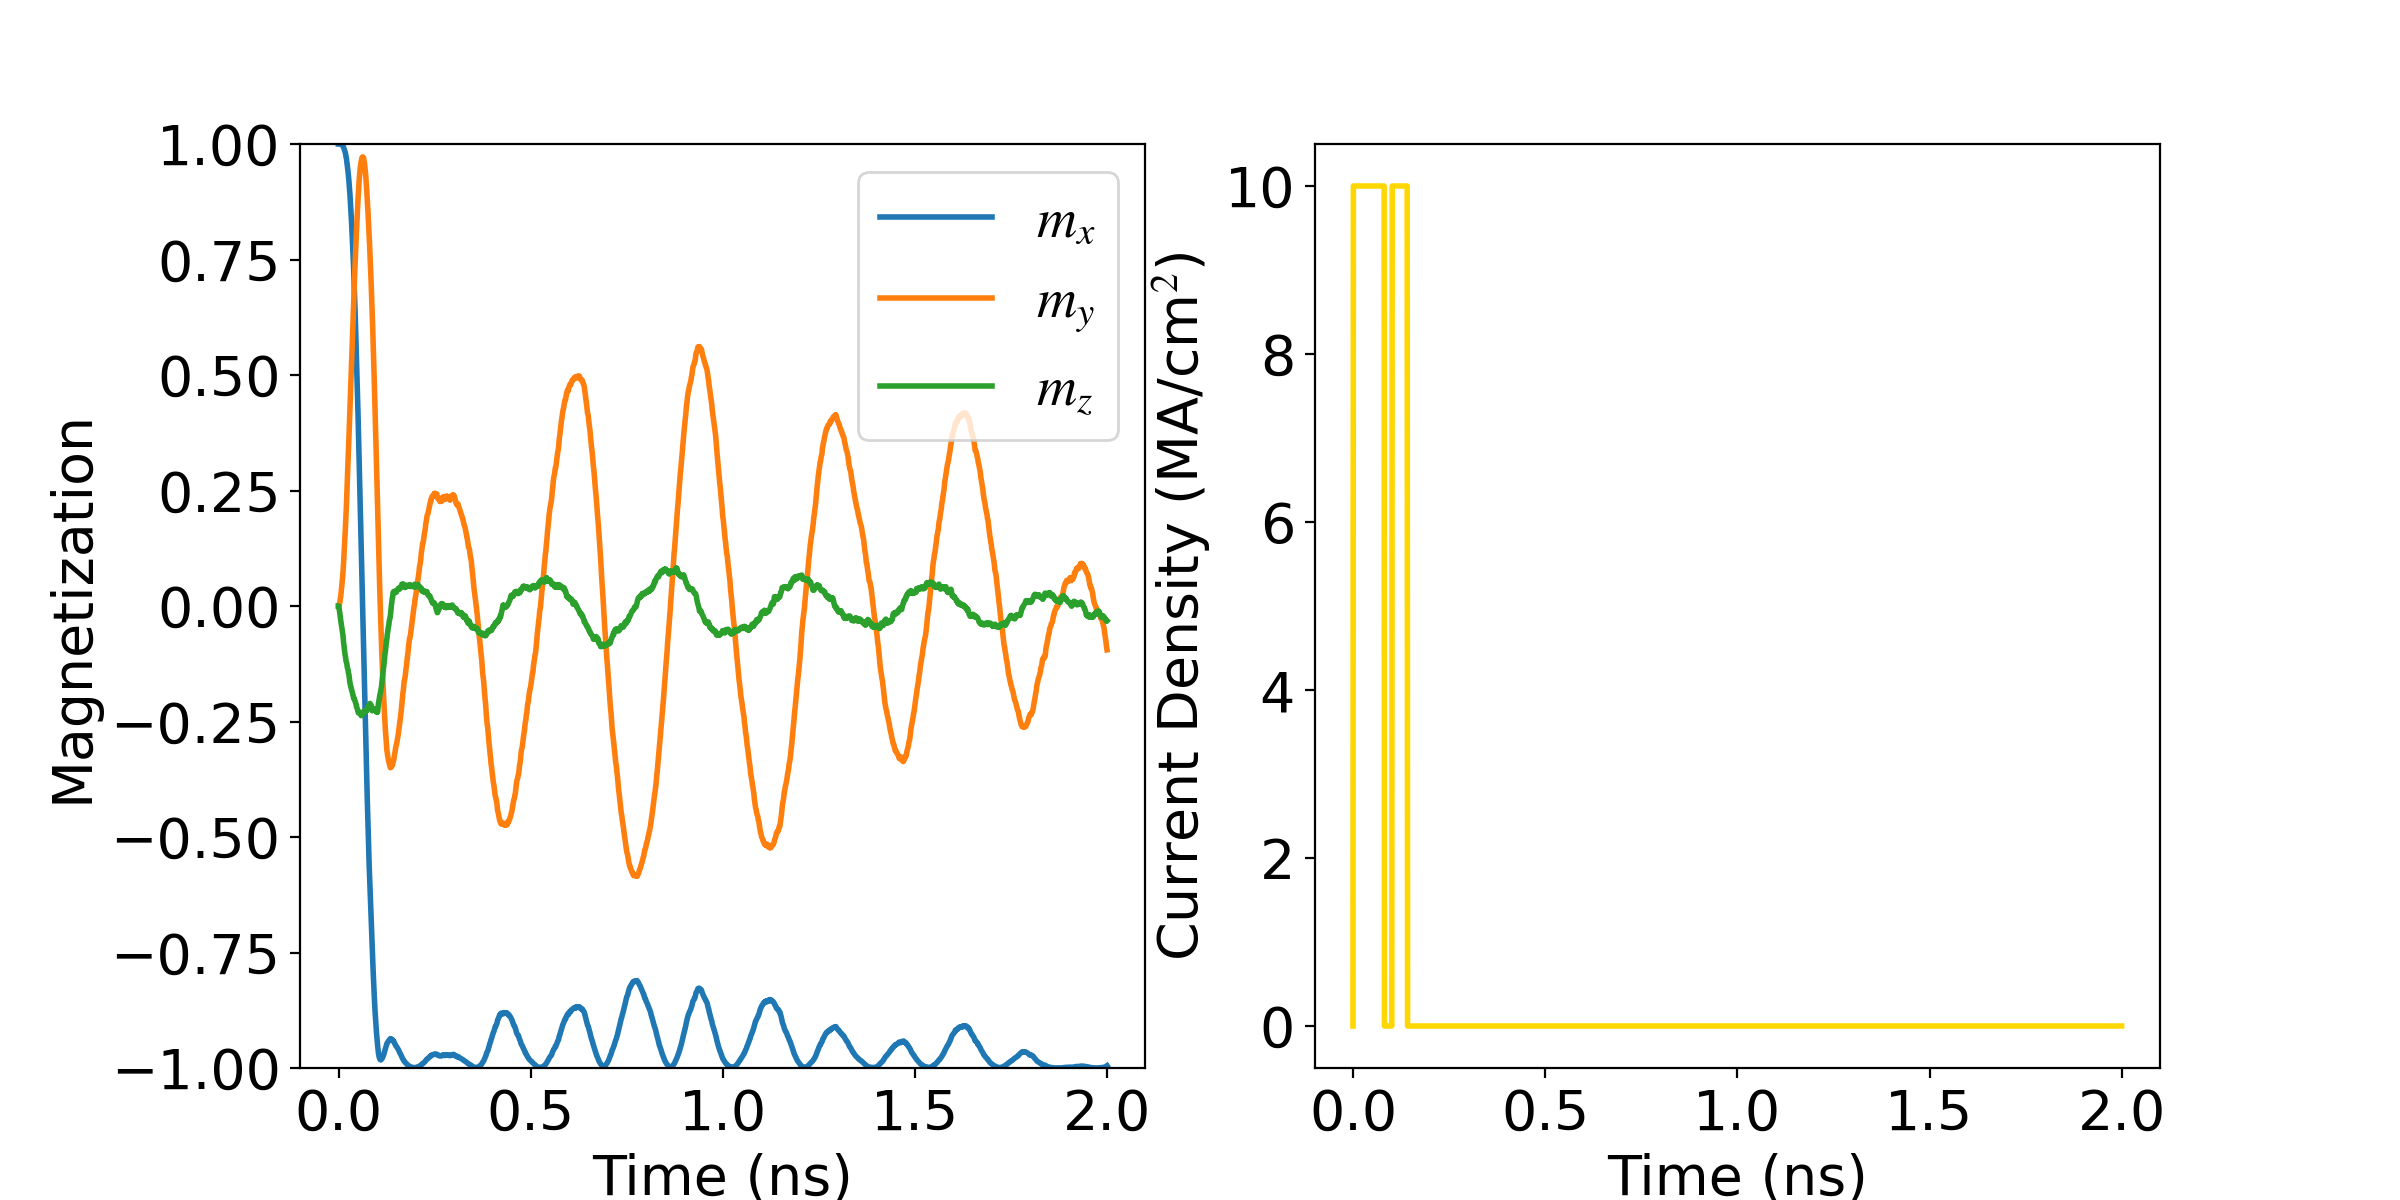 Magnetization
1.00
0.75
0.50
0.25
0.00
−0.25
−0.50
−0.75
−1.00
0.0 0.5 1.0 1.5 2.0
Time (ns)
m_x
m_y
m_z
Current Density (MA/cm²)
10
8
6
4
2
0
0.0 0.5 1.0 1.5 2.0
Time (ns)